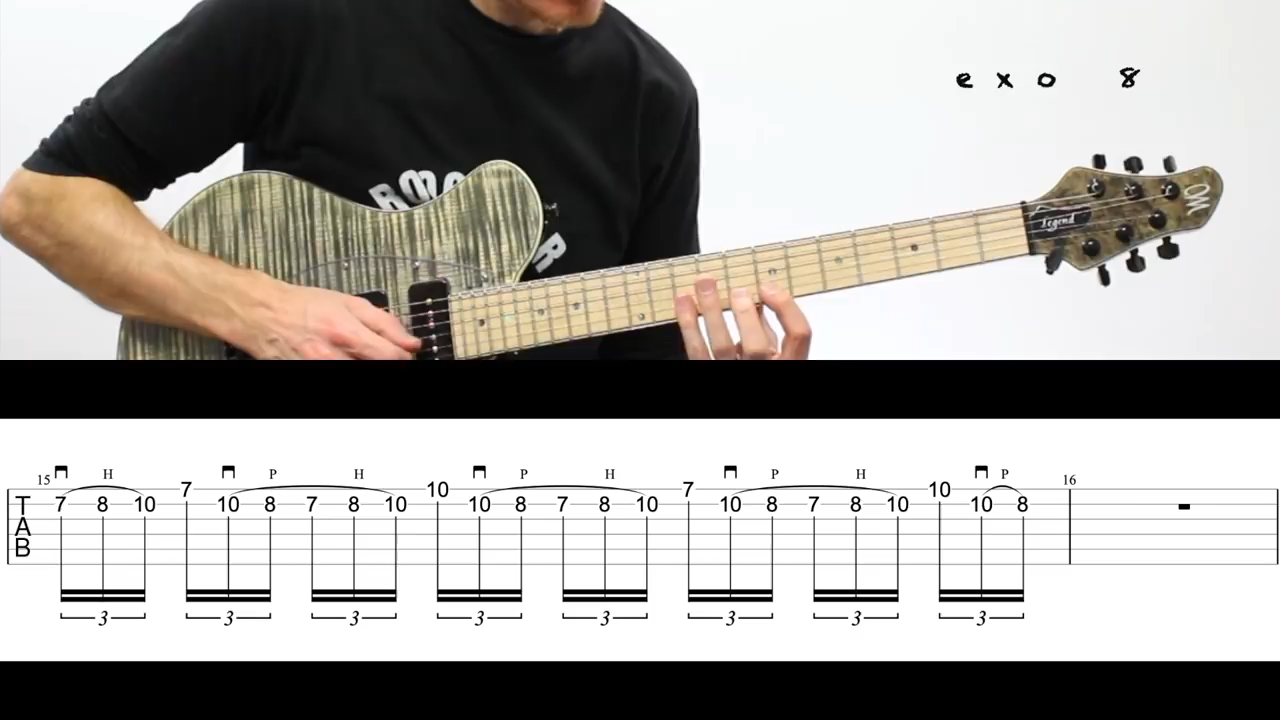 exo 8
Legend
15 H P H P H P H P 16
7 10 7 10
T 7 8 10 10 8 7 8 10 10 8 7 8 10 10 8 7 8 10 10 8
A
B
3 3 3 3 3 3 3 3